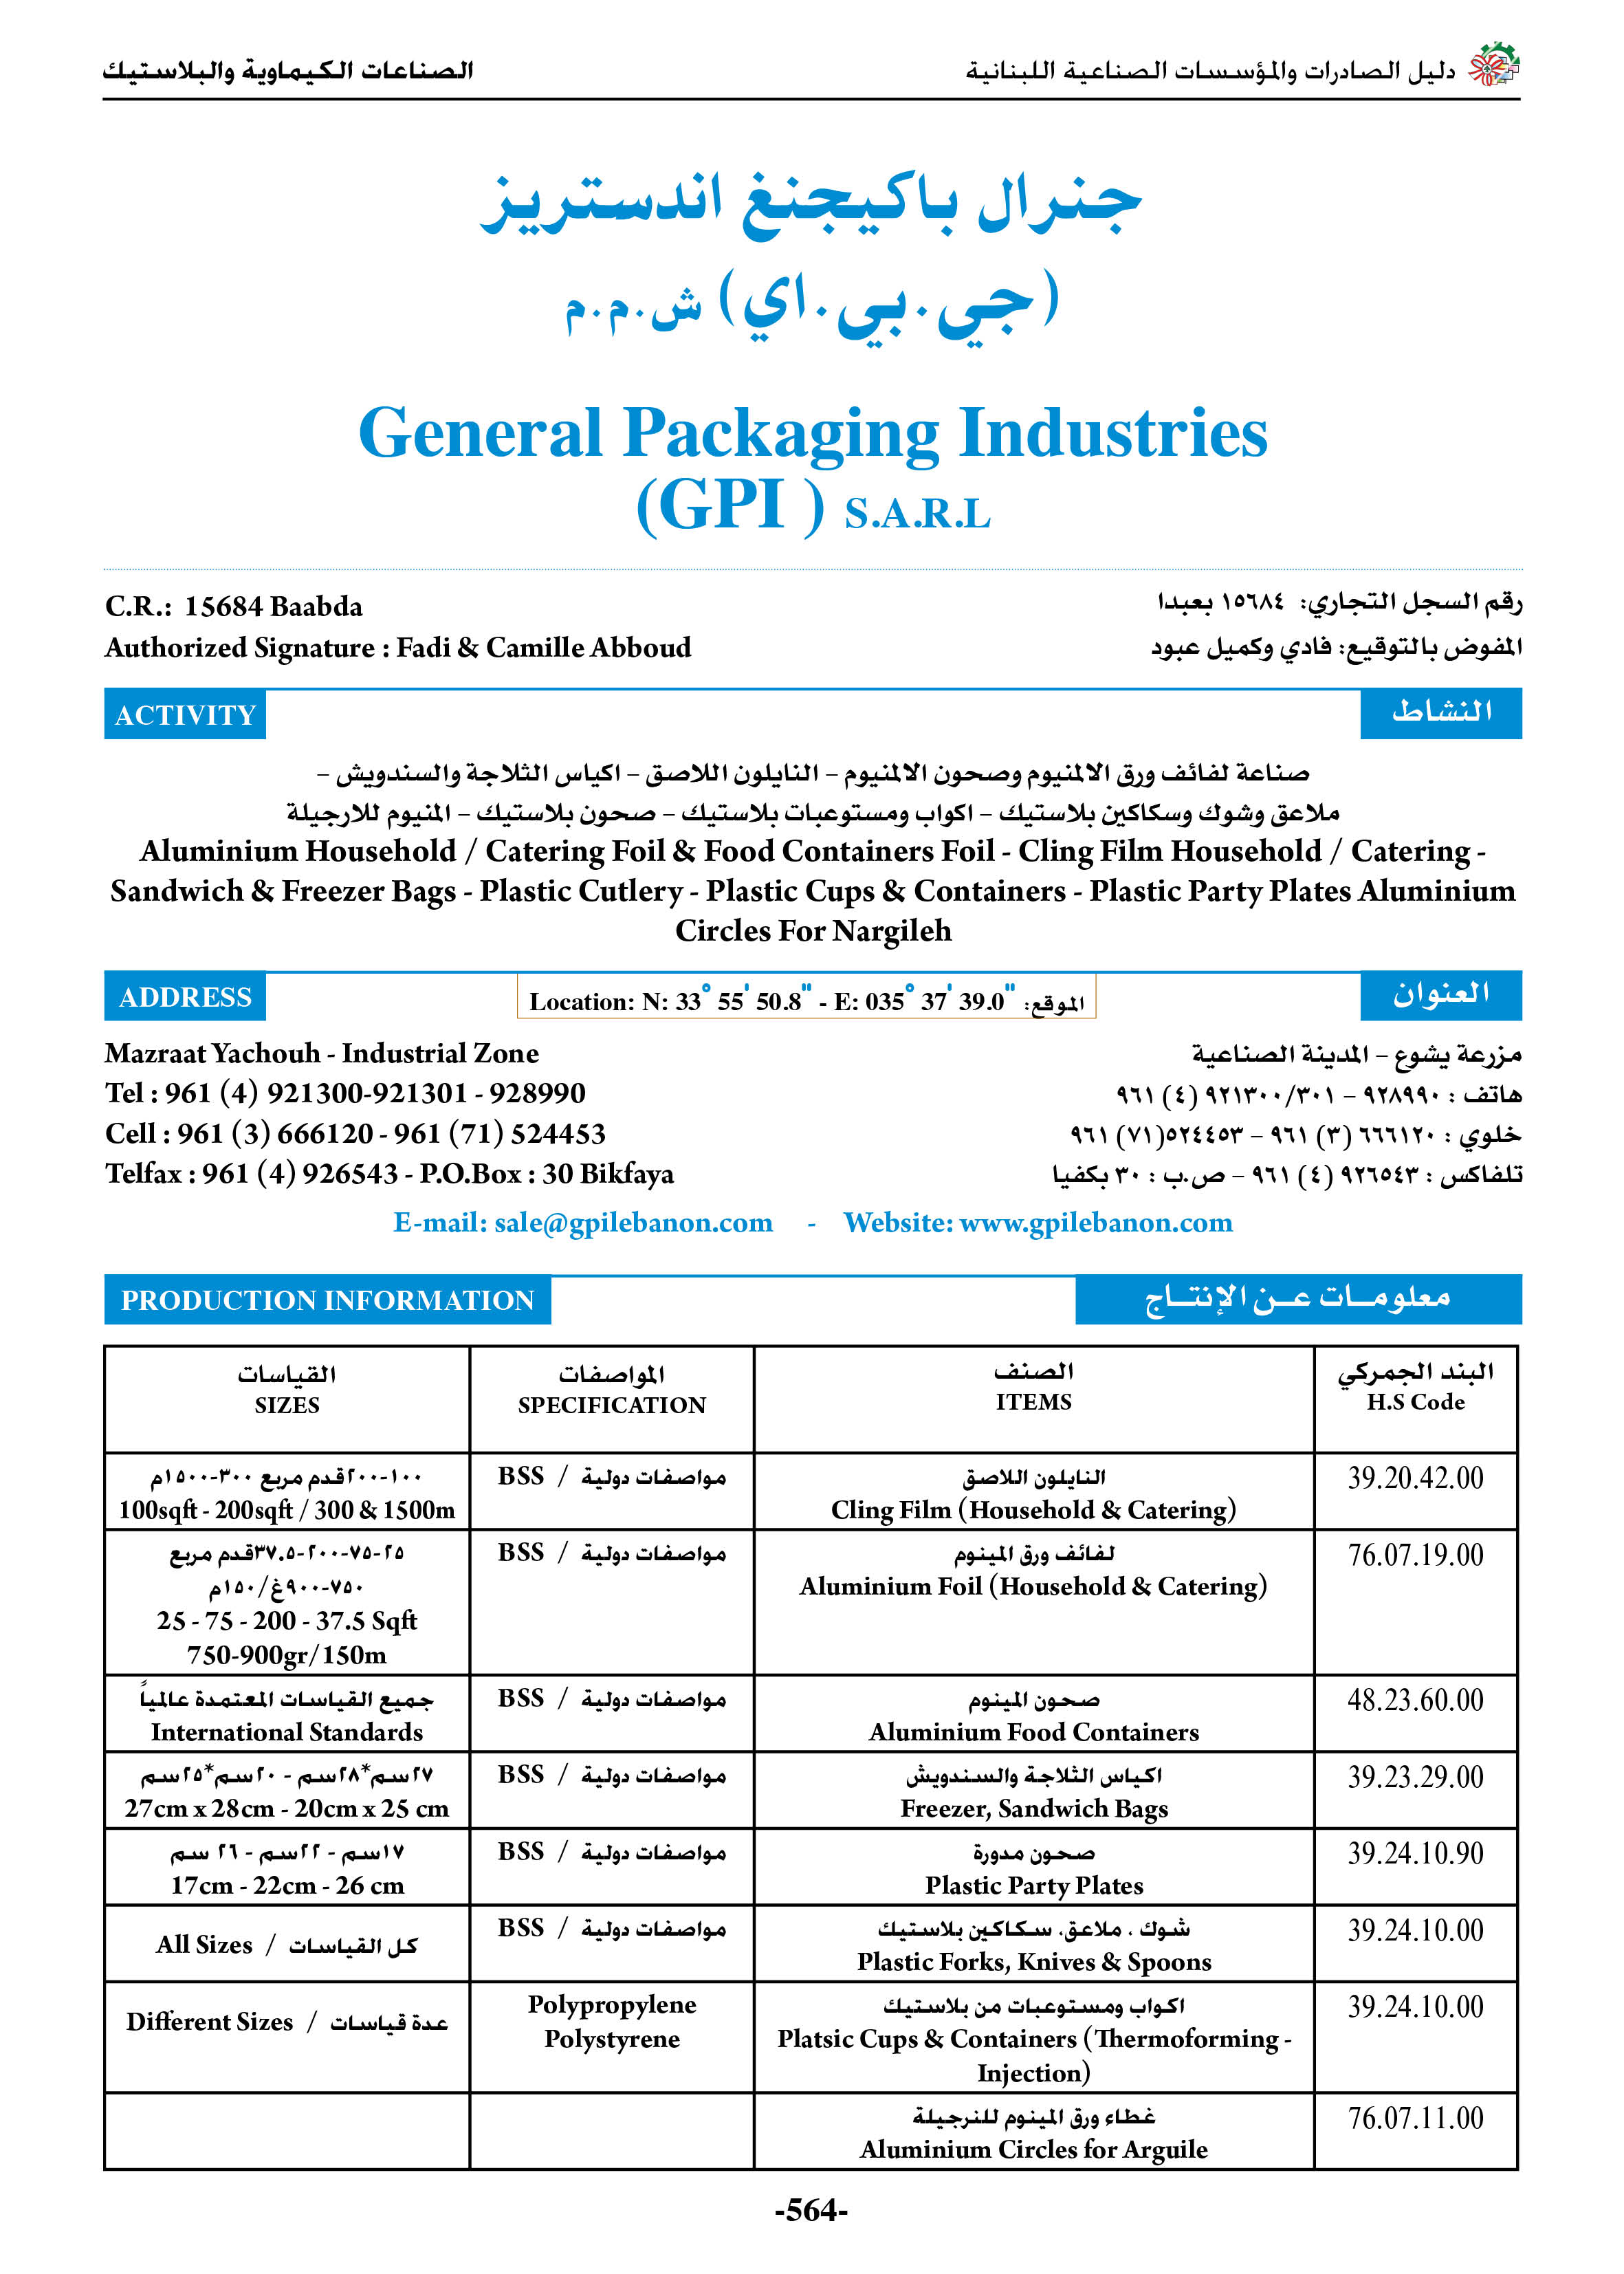 دليل الصادرات والمؤسسات الصناعية اللبنانية
الصناعات الكيماوية والبلاستيك
جنرال باكيجنغ اندستريز
(جي.بي.اي) ش.م.م
General Packaging Industries
(GPI ) S.A.R.L
C.R.: 15684 Baabda
رقم السجل التجاري: ١٥٦٨٤ بعبدا
Authorized Signature : Fadi & Camille Abboud
المفوض بالتوقيع: فادي وكميل عبود
ACTIVITY
النشاط
صناعة لفائف ورق الالمنيوم وصحون الالمنيوم – النايلون اللاصق – اكياس الثلاجة والسندويش –
ملاعق وشوك وسكاكين بلاستيك – اكواب ومستوعبات بلاستيك – صحون بلاستيك – المنيوم للارجيلة
Aluminium Household / Catering Foil & Food Containers Foil - Cling Film Household / Catering -
Sandwich & Freezer Bags - Plastic Cutlery - Plastic Cups & Containers - Plastic Party Plates Aluminium
Circles For Nargileh
ADDRESS
Location: N: 33° 55' 50.8" - E: 035° 37' 39.0" :الموقع
العنوان
Mazraat Yachouh - Industrial Zone
مزرعة يشوع – المدينة الصناعية
Tel : 961 (4) 921300-921301 - 928990
هاتف : ٩٢٨٩٩٠ – ٩٢١٣٠٠/٣٠١ (٤) ٩٦١
Cell : 961 (3) 666120 - 961 (71) 524453
خلوي : ٦٦٦١٢٠ (٣) ٩٦١ – ٥٢٤٤٥٣(٧١) ٩٦١
Telfax : 961 (4) 926543 - P.O.Box : 30 Bikfaya
تلفاكس : ٩٢٦٥٤٣ (٤) ٩٦١ – ص.ب : ٣٠ بكفيا
E-mail: sale@gpilebanon.com - Website: www.gpilebanon.com
PRODUCTION INFORMATION
معلومــات عــن الإنتــاج
القياسات
SIZES
المواصفات
SPECIFICATION
الصنف
ITEMS
البند الجمركي
H.S Code
١٠٠-٢٠٠قدم مربع ٣٠٠-١٥٠٠م
100sqft - 200sqft / 300 & 1500m
BSS / مواصفات دولية
النايلون اللاصق
Cling Film (Household & Catering)
39.20.42.00
٢٥-٧٥-٢٠٠-٣٧.٥قدم مربع
٧٥٠-٩٠٠غ/١٥٠م
25 - 75 - 200 - 37.5 Sqft
750-900gr/150m
BSS / مواصفات دولية
لفائف ورق المينوم
Aluminium Foil (Household & Catering)
76.07.19.00
جميع القياسات المعتمدة عالمياً
International Standards
BSS / مواصفات دولية
صحون المينوم
Aluminium Food Containers
48.23.60.00
٢٧سم*٢٨سم - ٢٠سم*٢٥سم
27cm x 28cm - 20cm x 25 cm
BSS / مواصفات دولية
اكياس الثلاجة والسندويش
Freezer, Sandwich Bags
39.23.29.00
١٧سم - ٢٢سم - ٢٦ سم
17cm - 22cm - 26 cm
BSS / مواصفات دولية
صحون مدورة
Plastic Party Plates
39.24.10.90
All Sizes / كل القياسات
BSS / مواصفات دولية
شوك ، ملاعق، سكاكين بلاستيك
Plastic Forks, Knives & Spoons
39.24.10.00
Different Sizes / عدة قياسات
Polypropylene
Polystyrene
اكواب ومستوعبات من بلاستيك
Platsic Cups & Containers (Thermoforming -
Injection)
39.24.10.00
غطاء ورق المينوم للنرجيلة
Aluminium Circles for Arguile
76.07.11.00
-564-